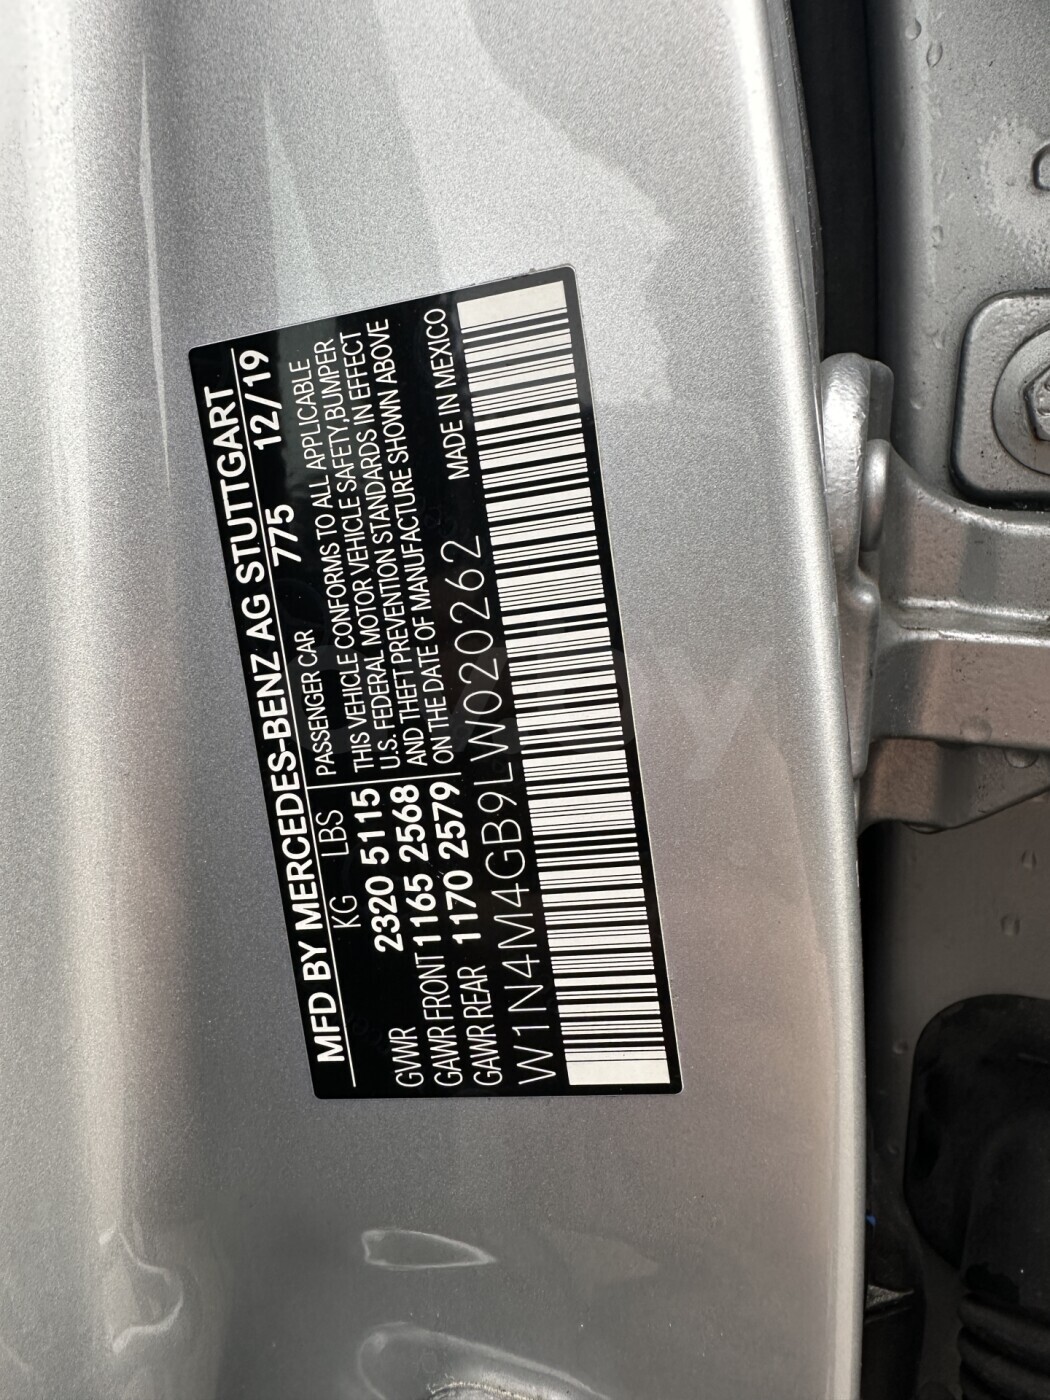 MFD BY MERCEDES-BENZ AG STUTTGART
KG LBS 775 12/19
GVWR 2320 5115
GAWR FRONT 1165 2568
GAWR REAR 1170 2579
PASSENGER CAR
THIS VEHICLE CONFORMS TO ALL APPLICABLE
U.S. FEDERAL MOTOR VEHICLE SAFETY, BUMPER
AND THEFT PREVENTION STANDARDS IN EFFECT
ON THE DATE OF MANUFACTURE SHOWN ABOVE
W1N4M4GB9LW020262 MADE IN MEXICO